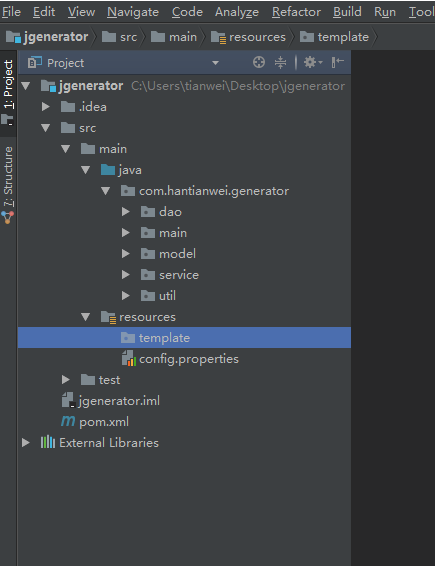 File Edit View Navigate Code Analyze Refactor Build Run Tool
jgenerator src main resources template
Project
1: Project
7: Structure
jgenerator C:\Users\tianwei\Desktop\jgenerator
.idea
src
main
java
com.hantianwei.generator
dao
main
model
service
util
resources
template
config.properties
test
jgenerator.iml
pom.xml
External Libraries